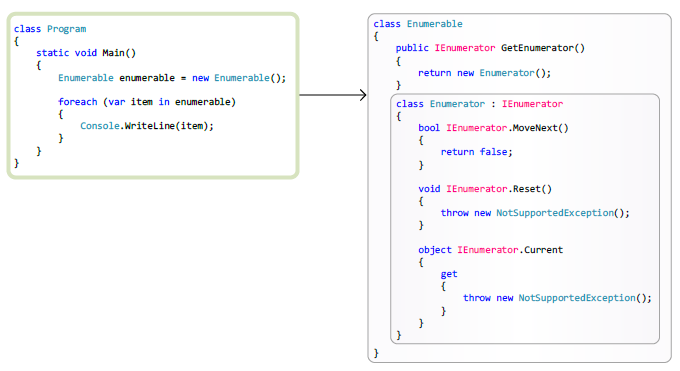 class Program
{
static void Main()
{
Enumerable enumerable = new Enumerable();
foreach (var item in enumerable)
{
Console.WriteLine(item);
}
}
}
class Enumerable
{
public IEnumerator GetEnumerator()
{
return new Enumerator();
}
class Enumerator : IEnumerator
{
bool IEnumerator.MoveNext()
{
return false;
}
void IEnumerator.Reset()
{
throw new NotSupportedException();
}
object IEnumerator.Current
{
get
{
throw new NotSupportedException();
}
}
}
}